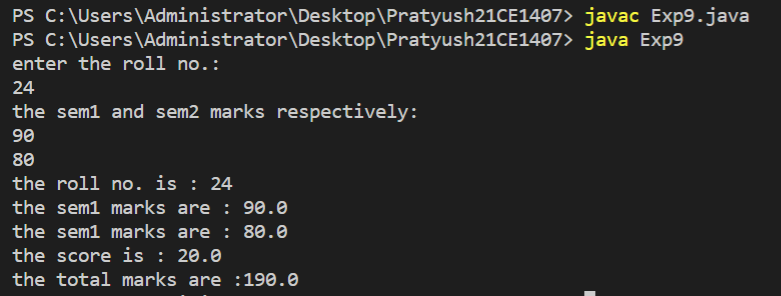 PS C:\Users\Administrator\Desktop\Pratyush21CE1407> javac Exp9.java
PS C:\Users\Administrator\Desktop\Pratyush21CE1407> java Exp9
enter the roll no.:
24
the sem1 and sem2 marks respectively:
90
80
the roll no. is : 24
the sem1 marks are : 90.0
the sem1 marks are : 80.0
the score is : 20.0
the total marks are :190.0